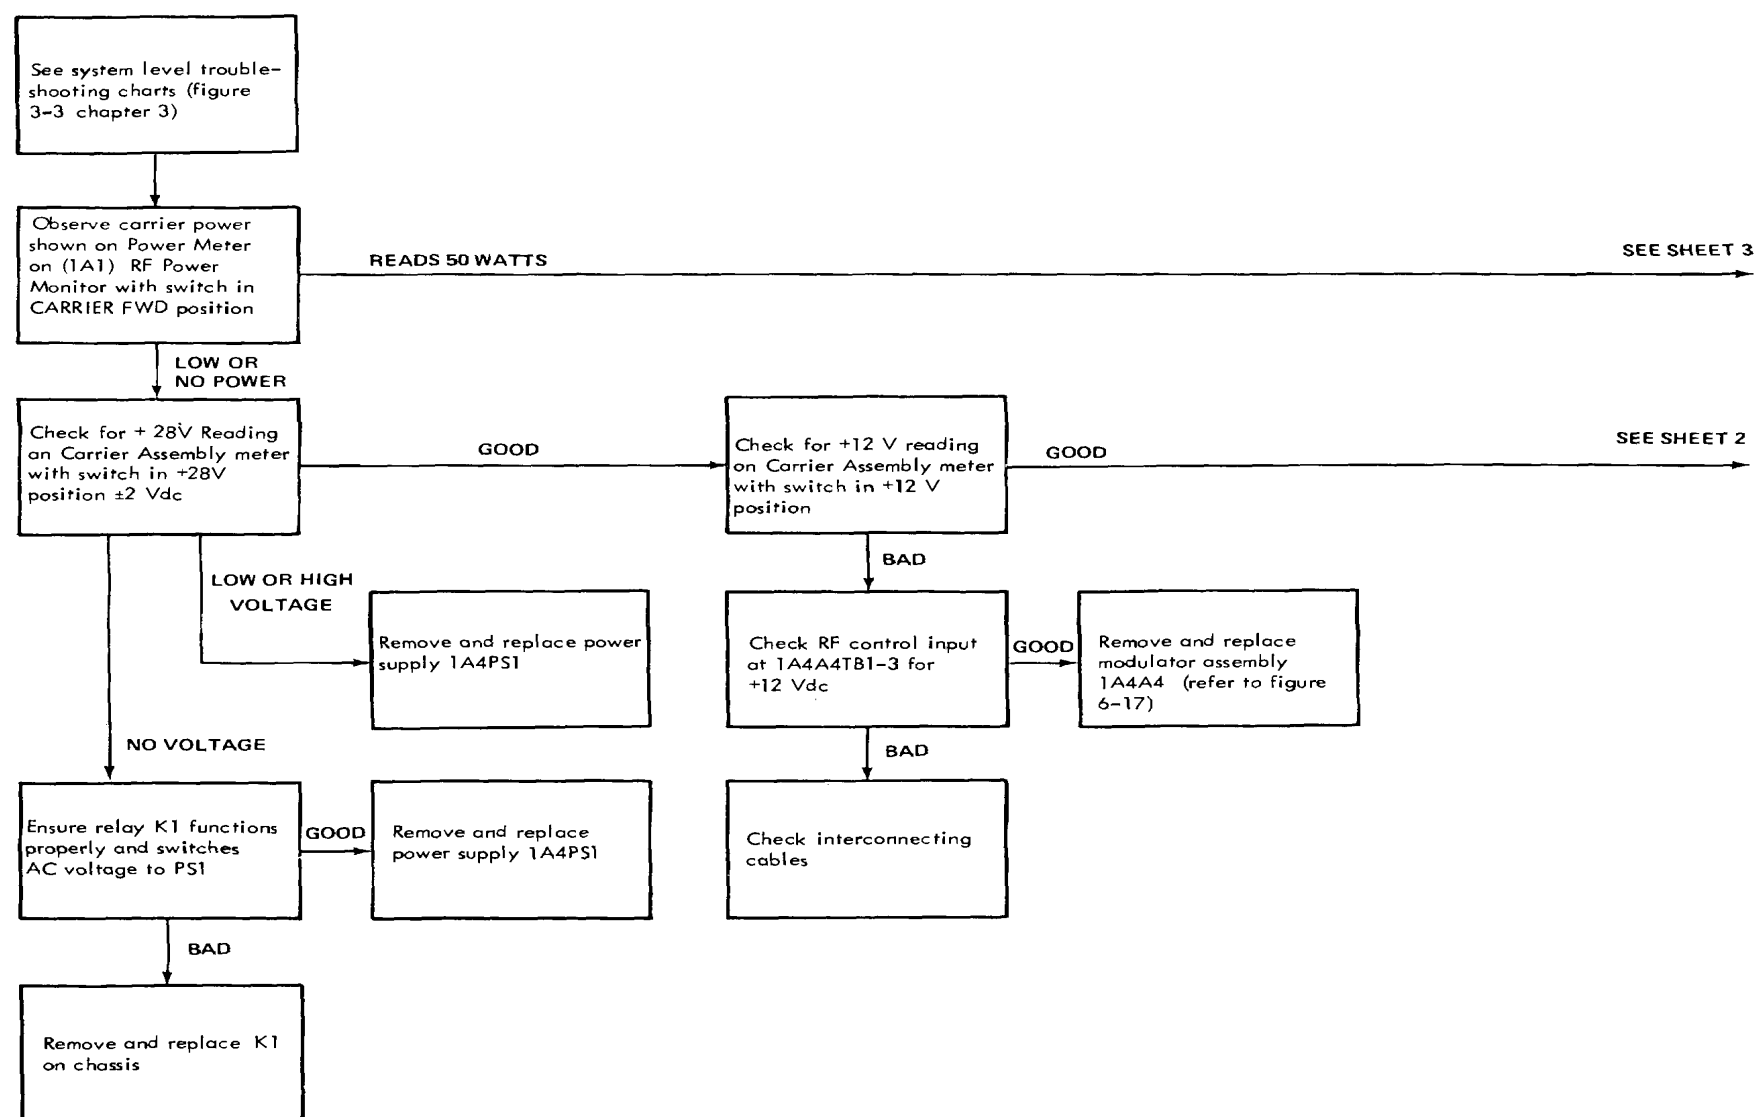 See system level trouble-
shooting charts (figure
3-3 chapter 3)
Observe carrier power
shown on Power Meter
on (1A1) RF Power
Monitor with switch in
CARRIER FWD position
READS 50 WATTS
SEE SHEET 3
LOW OR
NO POWER
Check for + 28V Reading
an Carrier Assembly meter
with switch in +28V
position ±2 Vdc
GOOD
Check for +12 V reading
on Carrier Assembly meter
with switch in +12 V
position
GOOD
SEE SHEET 2
LOW OR HIGH
VOLTAGE
BAD
Remove and replace power
supply 1A4PS1
Check RF control input
at 1A4A4TB1-3 for
+12 Vdc
GOOD
Remove and replace
modulator assembly
1A4A4 (refer to figure
6-17)
NO VOLTAGE
BAD
Ensure relay K1 functions
properly and switches
AC voltage to PS1
GOOD
Remove and replace
power supply 1A4PS1
Check interconnecting
cables
BAD
Remove and replace K1
on chassis